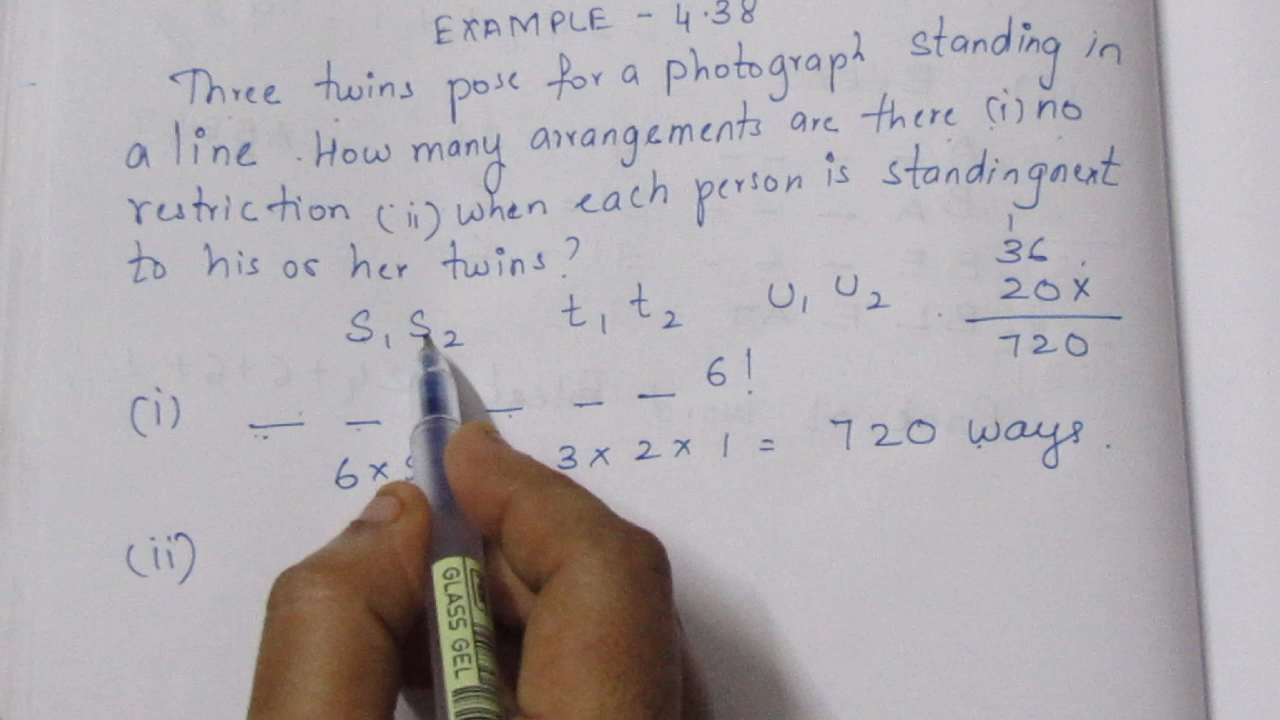 EXAMPLE - 4.38
Three twins pose for a photograph standing in
a line. How many arrangements are there (i) no
restriction (ii) when each person is standing next
to his or her twins?
1
36
20 x
720
S1 S2 t1 t2 U1 U2
(i) _ _ _ _ _ 6!
6 x 3 x 2 x 1 = 720 ways.
(ii)
GLASS GEL